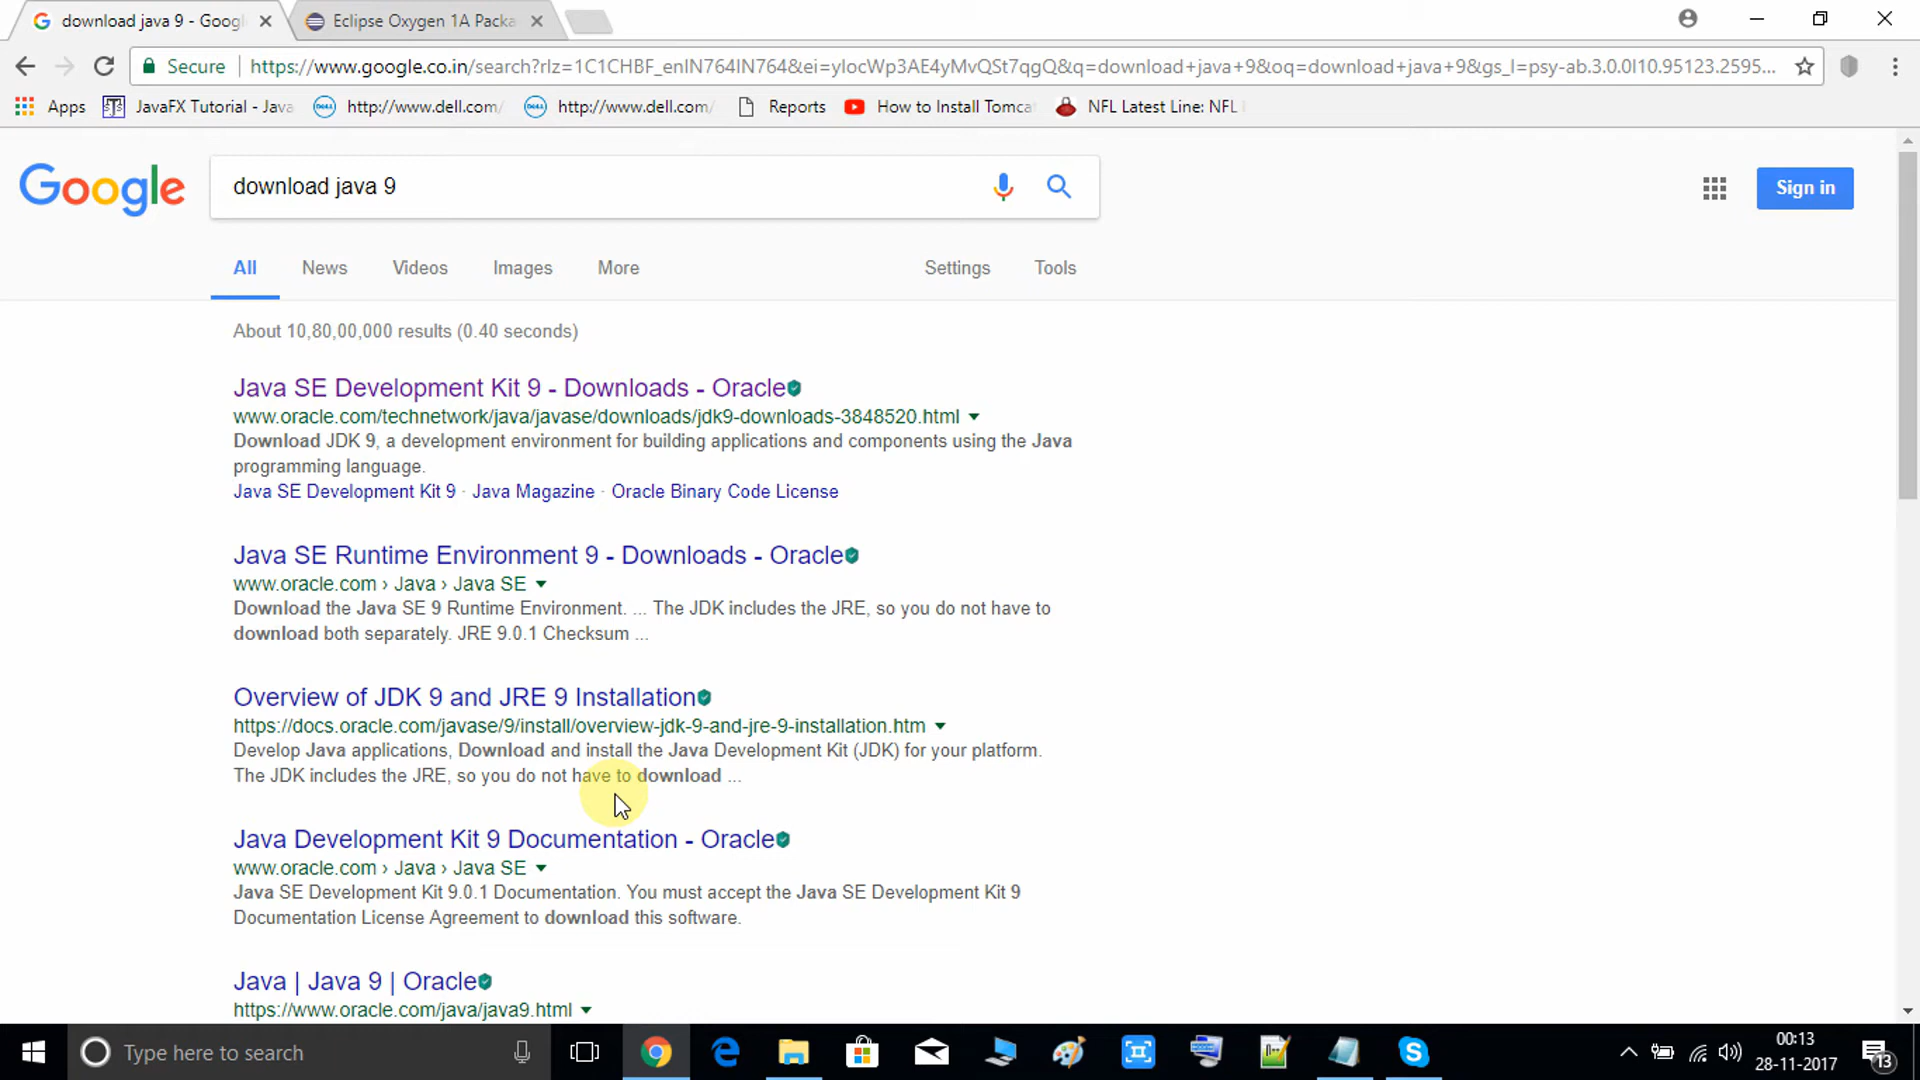 download java 9 - Googl
Eclipse Oxygen 1A Packa
Secure
https://www.google.co.in/search?rlz=1C1CHBF_enIN764IN764&ei=yIocWp3AE4yMvQSt7qgQ&q=download+java+9&oq=download+java+9&gs_l=psy-ab.3.0.0l10.95123.2595...
Apps
JavaFX Tutorial - Java
http://www.dell.com/
http://www.dell.com/
Reports
How to Install Tomca
NFL Latest Line: NFL
Google
download java 9
Sign in
All
News
Videos
Images
More
Settings
Tools
About 10,80,00,000 results (0.40 seconds)
Java SE Development Kit 9 - Downloads - Oracle
www.oracle.com/technetwork/java/javase/downloads/jdk9-downloads-3848520.html
Download JDK 9, a development environment for building applications and components using the Java
programming language.
Java SE Development Kit 9 · Java Magazine · Oracle Binary Code License
Java SE Runtime Environment 9 - Downloads - Oracle
www.oracle.com › Java › Java SE
Download the Java SE 9 Runtime Environment. ... The JDK includes the JRE, so you do not have to
download both separately. JRE 9.0.1 Checksum ...
Overview of JDK 9 and JRE 9 Installation
https://docs.oracle.com/javase/9/install/overview-jdk-9-and-jre-9-installation.htm
Develop Java applications, Download and install the Java Development Kit (JDK) for your platform.
The JDK includes the JRE, so you do not have to download ...
Java Development Kit 9 Documentation - Oracle
www.oracle.com › Java › Java SE
Java SE Development Kit 9.0.1 Documentation. You must accept the Java SE Development Kit 9
Documentation License Agreement to download this software.
Java | Java 9 | Oracle
https://www.oracle.com/java/java9.html
Type here to search
00:13
28-11-2017
13